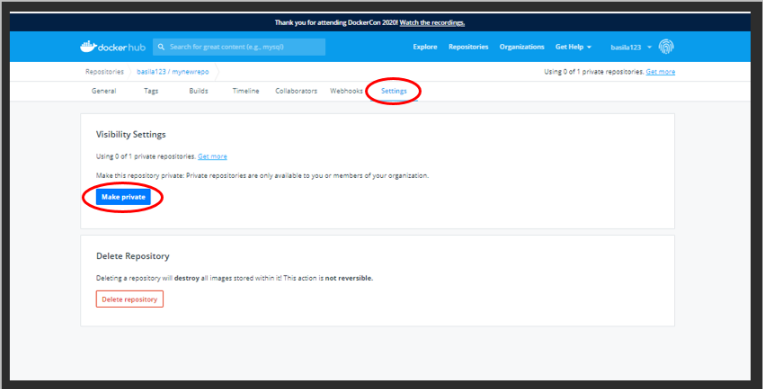 Thank you for attending DockerCon 2020! Watch the recordings.
dockerhub Search for great content (e.g., mysql) Explore Repositories Organizations Get Help basila123
Repositories basila123 / mynewrepo Using 0 of 1 private repositories. Get more
General Tags Builds Timeline Collaborators Webhooks Settings
Visibility Settings
Using 0 of 1 private repositories. Get more
Make this repository private: Private repositories are only available to you or members of your organization.
Make private
Delete Repository
Deleting a repository will destroy all images stored within it! This action is not reversible.
Delete repository